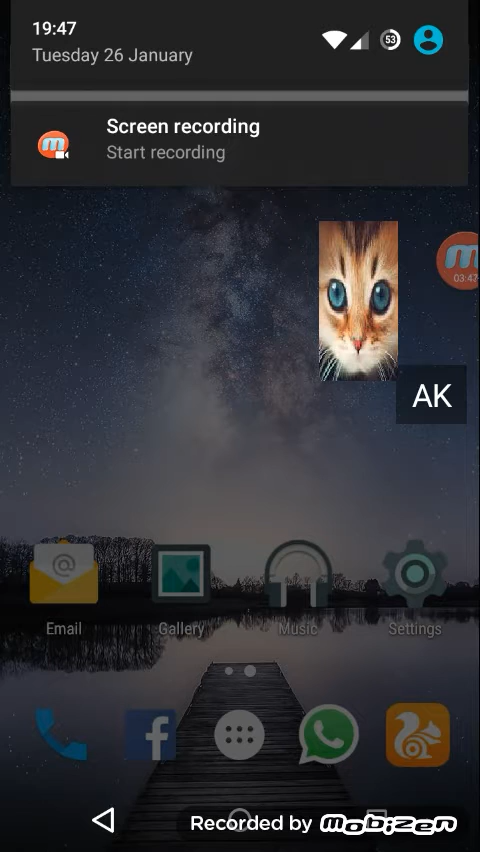 19:47
Tuesday 26 January
53
Screen recording
Start recording
03:47
AK
Email
Gallery
Music
Settings
Recorded by mobizen